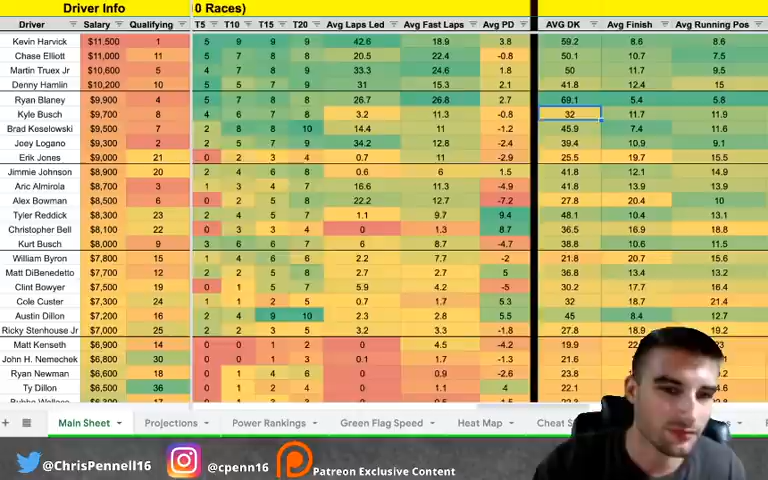 Driver Info 0 Races)
Driver Salary Qualifying T5 T10 T15 T20 Avg Laps Led Avg Fast Laps Avg PD AVG DK Avg Finish Avg Running Pos
Kevin Harvick $11,500 1 5 9 9 9 42.6 18.9 3.8 59.2 8.6 8.6
Chase Elliott $11,000 11 5 7 8 8 20.5 22.4 -0.8 50.1 10.7 7.5
Martin Truex Jr $10,600 5 4 7 8 8 33.3 24.6 1.8 50 11.7 9.5
Denny Hamlin $10,200 10 5 5 7 9 31 15.3 2.1 41.8 12.4 15
Ryan Blaney $9,900 4 5 7 8 8 26.7 26.8 2.7 69.1 5.4 5.8
Kyle Busch $9,700 8 4 6 7 8 3.2 11.3 -0.8 32 11.7 11.9
Brad Keselowski $9,500 7 2 8 8 10 14.4 11 -1.2 45.9 7.4 11.6
Joey Logano $9,300 2 2 5 7 9 34.2 12.8 -2.4 39.4 10.9 9.1
Erik Jones $9,000 21 0 2 3 4 0.7 11 -2.9 25.5 19.7 15.5
Jimmie Johnson $8,900 20 2 4 6 8 0.6 6 1.5 41.8 12.1 14.9
Aric Almirola $8,700 3 1 3 4 7 16.6 11.3 -4.9 41.8 13.9 13.9
Alex Bowman $8,500 6 2 2 4 5 22.2 12.7 -7.2 27.8 20.4 10
Tyler Reddick $8,300 23 2 4 5 7 1.1 9.7 9.4 48.1 10.4 13.1
Christopher Bell $8,100 22 0 3 3 4 0 1.3 8.7 36.5 16.9 18.8
Kurt Busch $8,000 9 3 6 7 8 6 8.7 -4.7 38.8 10.6 11.5
William Byron $7,800 15 1 4 4 6 2.2 7.7 -2 21.8 20.7 15.6
Matt DiBenedetto $7,700 12 2 2 5 8 2.7 2.7 5 36.8 13.4 13.2
Clint Bowyer $7,500 19 0 1 5 7 5.9 4.2 -5 30.2 17.7 16.4
Cole Custer $7,300 24 1 1 2 5 0.7 1.7 5.3 32 18.7 21.4
Austin Dillon $7,200 16 2 4 9 10 2.3 2.8 5.5 45 8.4 12.7
Ricky Stenhouse Jr $7,000 25 2 2 3 4 3.2 3.3 -1.8 27.8 18.9 19.2
Matt Kenseth $6,900 14 0 0 1 2 0 4.5 -4.2 19.9 23
John H. Nemechek $6,800 30 0 0 1 3 0.1 1.7 -1.3 21.6
Ryan Newman $6,600 18 0 1 4 6 0 0.9 -2.6 23.8
Ty Dillon $6,500 36 0 1 2 4 0 1.1 4 22.1 4.6
Main Sheet Projections Power Rankings Green Flag Speed Heat Map Cheat S
@ChrisPennell16 @cpenn16 Patreon Exclusive Content